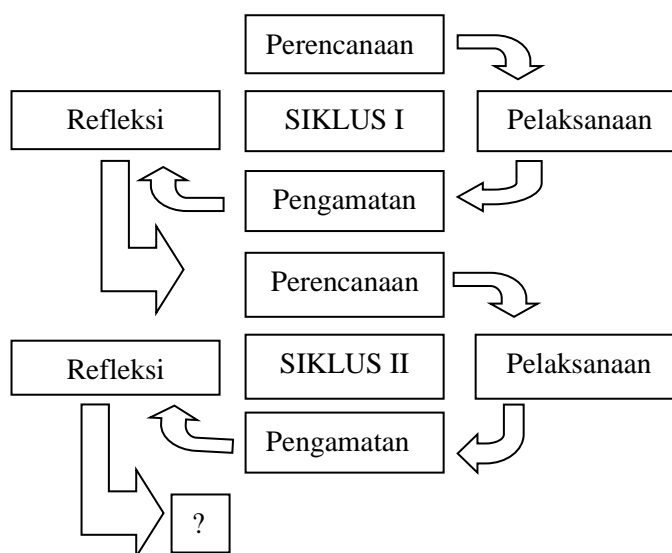 Perencanaan
Refleksi
SIKLUS I
Pelaksanaan
Pengamatan
Perencanaan
Refleksi
SIKLUS II
Pelaksanaan
Pengamatan
?